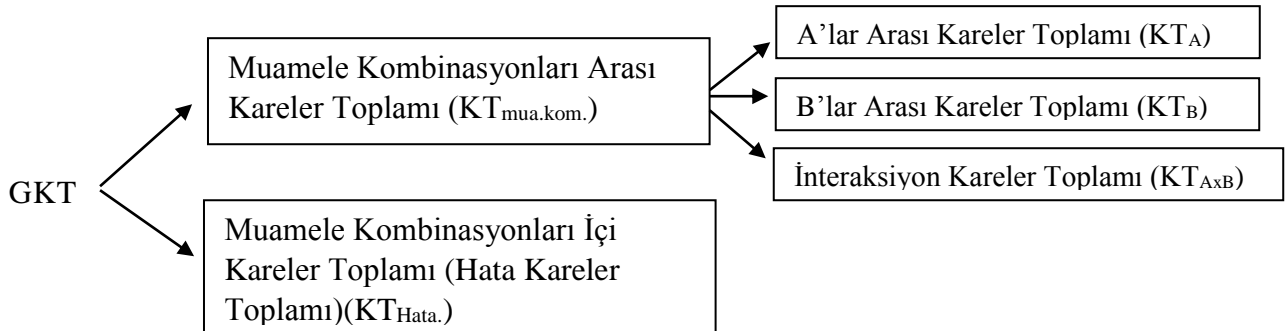 GKT
Muamele Kombinasyonları Arası
Kareler Toplamı (KTmua.kom.)
A’lar Arası Kareler Toplamı (KTA)
B’lar Arası Kareler Toplamı (KTB)
İnteraksiyon Kareler Toplamı (KTAxB)
Muamele Kombinasyonları İçi
Kareler Toplamı (Hata Kareler
Toplamı)(KTHata.)